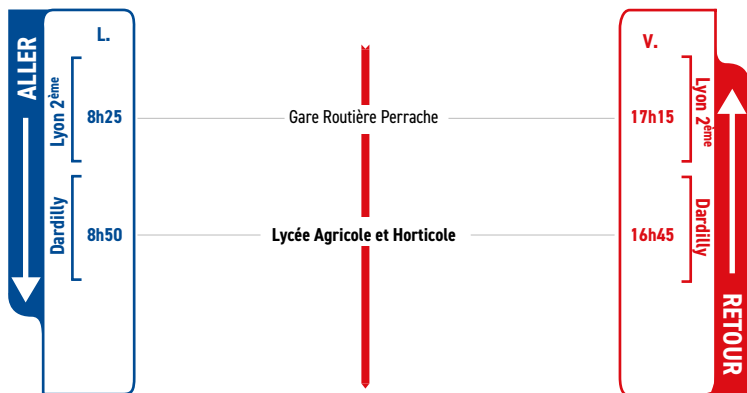 ALLER
L.
V.
Lyon 2ème
8h25
Gare Routière Perrache
17h15
Lyon 2ème
Dardilly
8h50
Lycée Agricole et Horticole
16h45
Dardilly
RETOUR